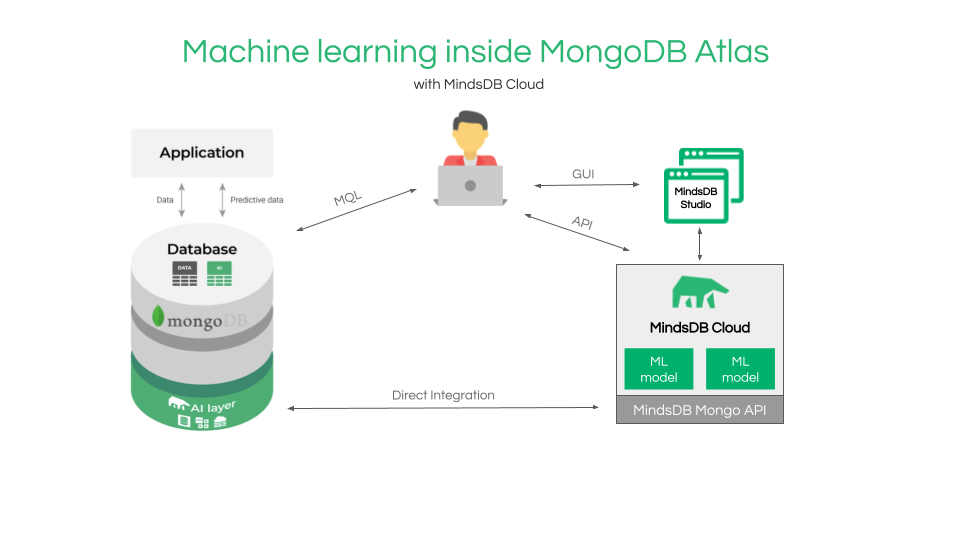 Machine learning inside MongoDB Atlas
with MindsDB Cloud
Application
Data
Predictive data
Database
DATA
AI
mongoDB
AI layer
MQL
GUI
API
MindsDB
Studio
MindsDB Cloud
ML
model
ML
model
MindsDB Mongo API
Direct Integration